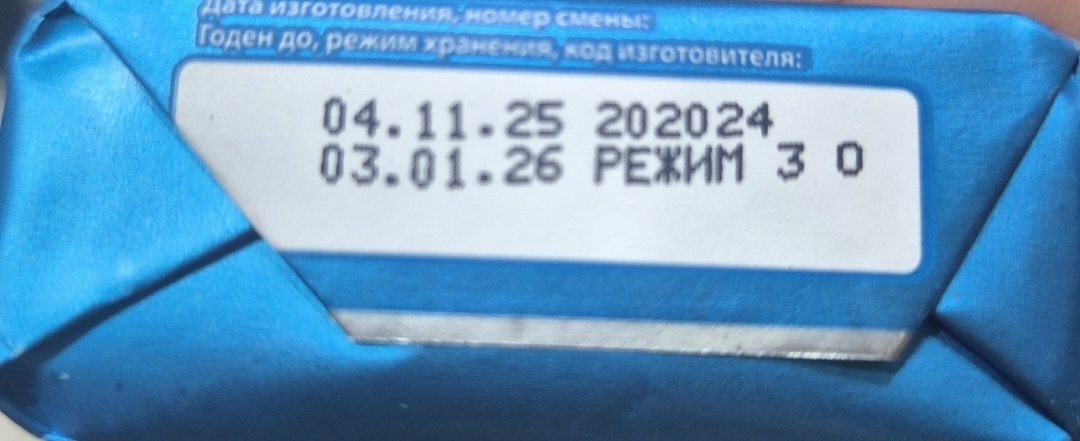 Дата изготовления, номер смены:
Годен до, режим хранения, код изготовителя:
04.11.25 202024
03.01.26 РЕЖИМ 3 О